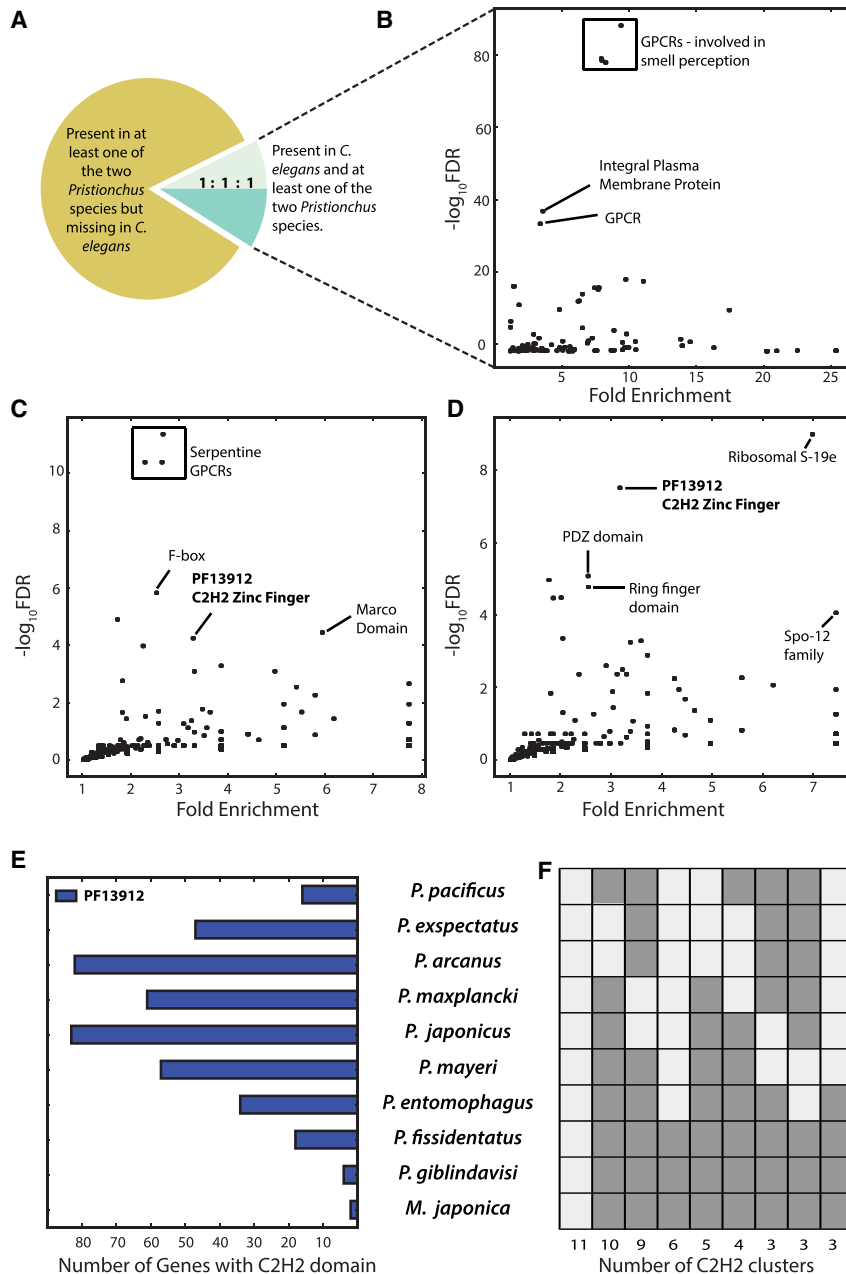 A
Present in at
least one of
the two
Pristionchus
species but
missing in C.
elegans
1 : 1 : 1
Present in C.
elegans and at
least one of the
two Pristionchus
species.
B
80
60
40
20
0
-log10FDR
GPCRs - involved in
smell perception
Integral Plasma
Membrane Protein
GPCR
5
10
15
20
25
Fold Enrichment
C
10
8
6
4
2
0
-log10FDR
Serpentine
GPCRs
F-box
PF13912
C2H2 Zinc Finger
Marco
Domain
1
2
3
4
5
6
7
8
Fold Enrichment
D
8
6
4
2
0
-log10FDR
Ribosomal S-19e
PF13912
C2H2 Zinc Finger
PDZ domain
Ring finger
domain
Spo-12
family
1
2
3
4
5
6
7
Fold Enrichment
E
PF13912
80
70
60
50
40
30
20
10
Number of Genes with C2H2 domain
P. pacificus
P. exspectatus
P. arcanus
P. maxplancki
P. japonicus
P. mayeri
P. entomophagus
P. fissidentatus
P. giblindavisi
M. japonica
F
11
10
9
6
5
4
3
3
3
Number of C2H2 clusters